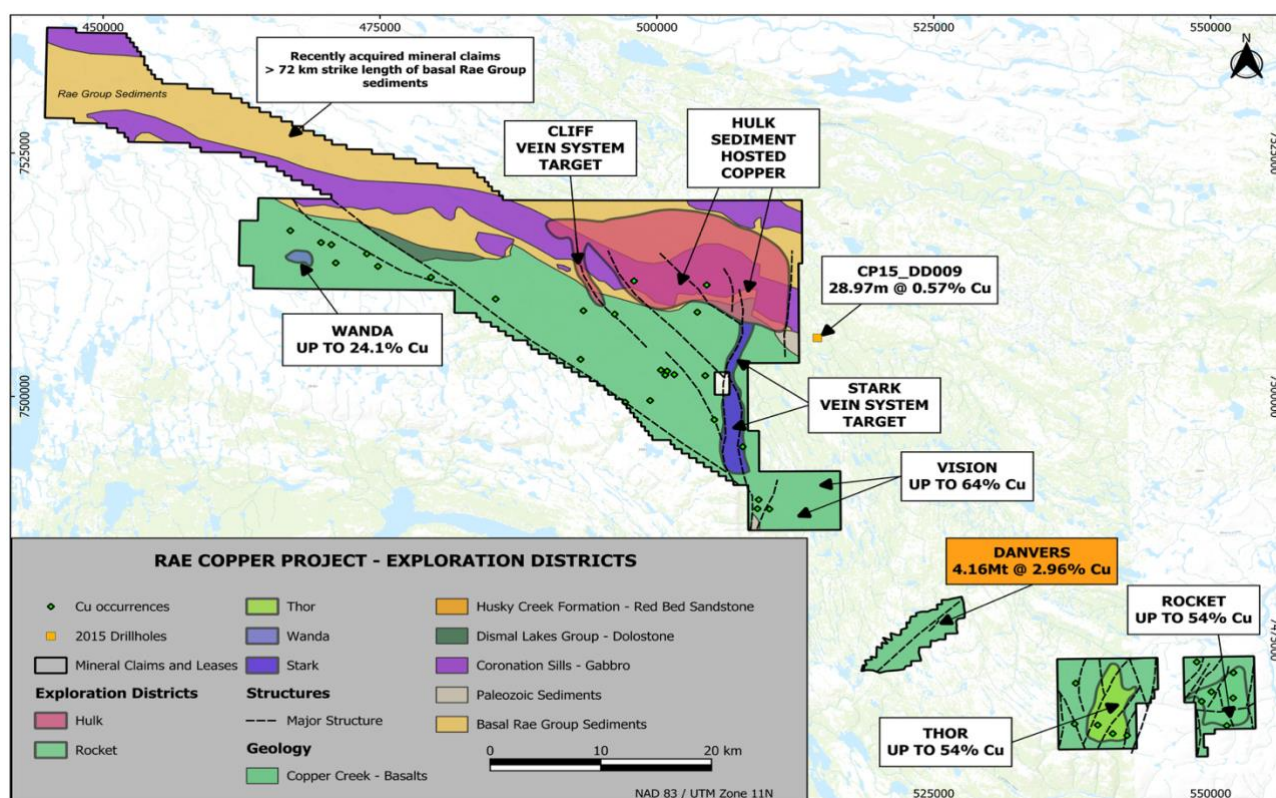 450000
475000
500000
525000
550000
N
Recently acquired mineral claims
> 72 km strike length of basal Rae Group
sediments
Rae Group Sediments
CLIFF
VEIN SYSTEM
TARGET
HULK
SEDIMENT
HOSTED
COPPER
7525000
7525000
CP15_DD009
28.97m @ 0.57% Cu
WANDA
UP TO 24.1% Cu
7500000
7500000
STARK
VEIN SYSTEM
TARGET
VISION
UP TO 64% Cu
DANVERS
4.16Mt @ 2.96% Cu
ROCKET
UP TO 54% Cu
7475000
THOR
UP TO 54% Cu
RAE COPPER PROJECT - EXPLORATION DISTRICTS
Cu occurrences
2015 Drillholes
Mineral Claims and Leases
Exploration Districts
Hulk
Rocket
Thor
Wanda
Stark
Structures
Major Structure
Geology
Copper Creek - Basalts
Husky Creek Formation - Red Bed Sandstone
Dismal Lakes Group - Dolostone
Coronation Sills - Gabbro
Paleozoic Sediments
Basal Rae Group Sediments
0 10 20 km
NAD 83 / UTM Zone 11N
525000
550000